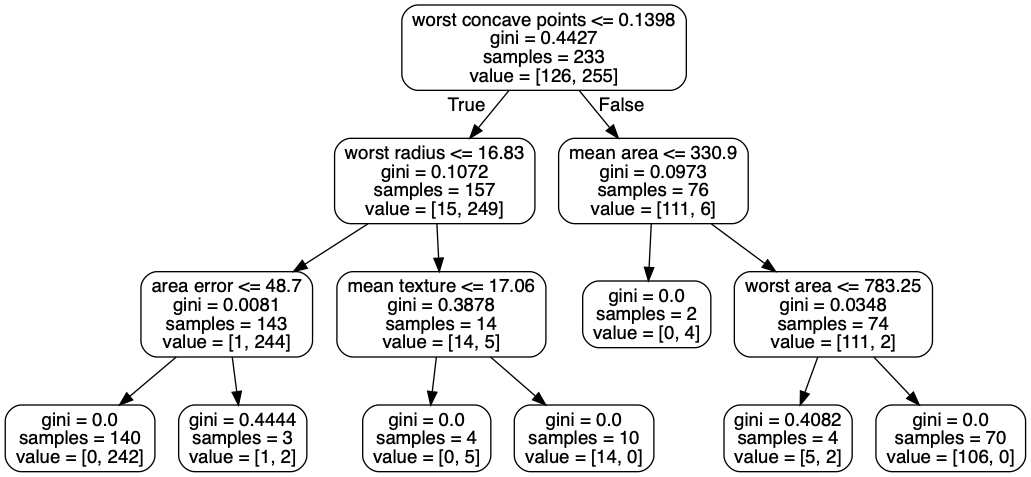 worst concave points <= 0.1398
gini = 0.4427
samples = 233
value = [126, 255]
True
False
worst radius <= 16.83
gini = 0.1072
samples = 157
value = [15, 249]
mean area <= 330.9
gini = 0.0973
samples = 76
value = [111, 6]
area error <= 48.7
gini = 0.0081
samples = 143
value = [1, 244]
mean texture <= 17.06
gini = 0.3878
samples = 14
value = [14, 5]
gini = 0.0
samples = 2
value = [0, 4]
worst area <= 783.25
gini = 0.0348
samples = 74
value = [111, 2]
gini = 0.0
samples = 140
value = [0, 242]
gini = 0.4444
samples = 3
value = [1, 2]
gini = 0.0
samples = 4
value = [0, 5]
gini = 0.0
samples = 10
value = [14, 0]
gini = 0.4082
samples = 4
value = [5, 2]
gini = 0.0
samples = 70
value = [106, 0]